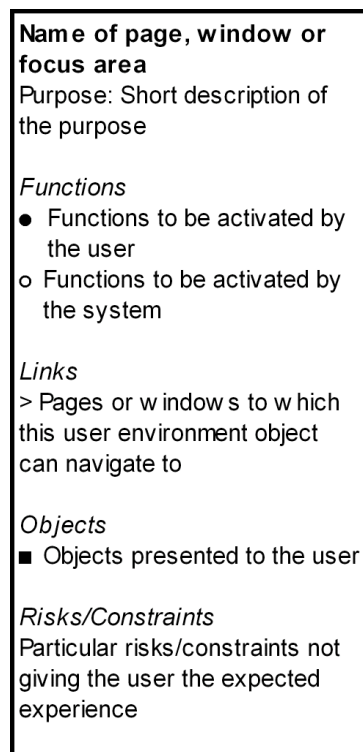 Name of page, window or
focus area
Purpose: Short description of
the purpose
Functions
● Functions to be activated by
the user
○ Functions to be activated by
the system
Links
> Pages or windows to which
this user environment object
can navigate to
Objects
■ Objects presented to the user
Risks/Constraints
Particular risks/constraints not
giving the user the expected
experience